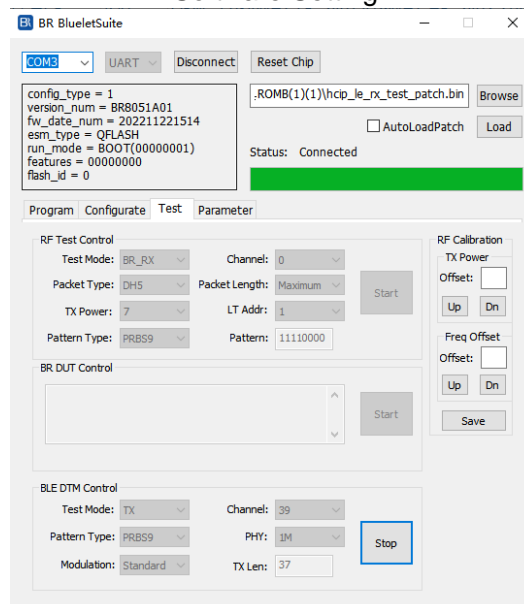 BR BlueletSuite
COM3 UART Disconnect Reset Chip
config_type = 1
version_num = BR8051A01
fw_date_num = 202211221514
esm_type = QFLASH
run_mode = BOOT(00000001)
features = 00000000
flash_id = 0
.ROMB(1)(1)\hcip_le_rx_test_patch.bin Browse
AutoLoadPatch Load
Status: Connected
Program Configurate Test Parameter
RF Test Control
Test Mode: BR_RX Channel: 0
Packet Type: DH5 Packet Length: Maximum
TX Power: 7 LT Addr: 1
Pattern Type: PRBS9 Pattern: 11110000
Start
RF Calibration
TX Power
Offset:
Up Dn
Freq Offset
Offset:
Up Dn
Save
BR DUT Control
Start
BLE DTM Control
Test Mode: TX Channel: 39
Pattern Type: PRBS9 PHY: 1M
Modulation: Standard TX Len: 37
Stop